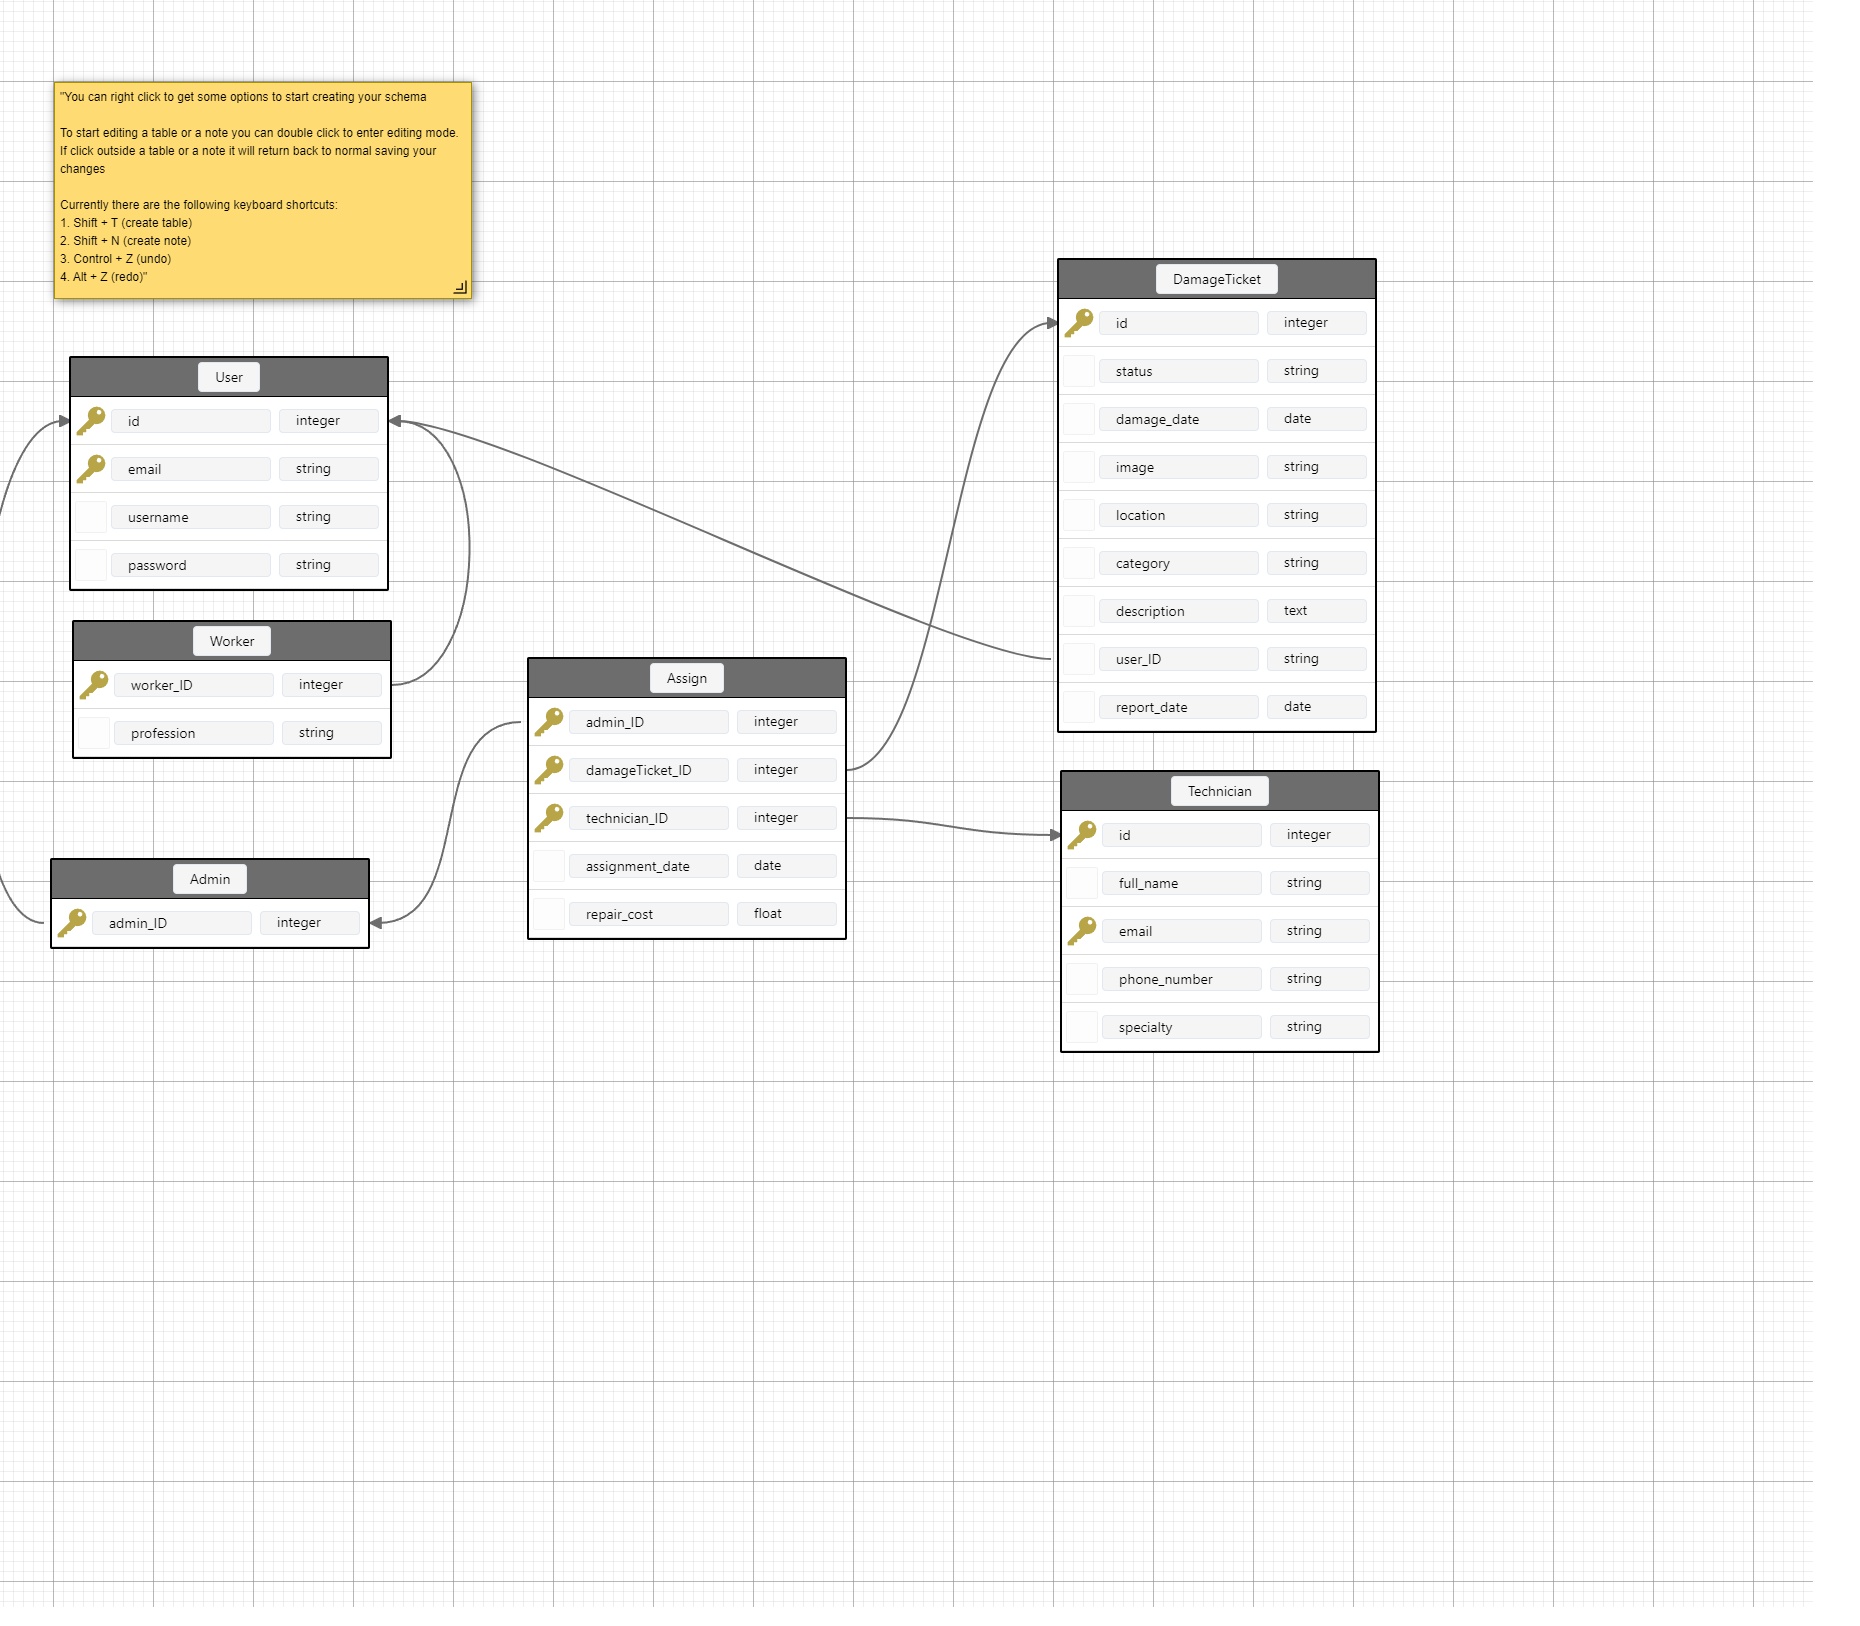 "You can right click to get some options to start creating your schema
To start editing a table or a note you can double click to enter editing mode.
If click outside a table or a note it will return back to normal saving your
changes
Currently there are the following keyboard shortcuts:
1. Shift + T (create table)
2. Shift + N (create note)
3. Control + Z (undo)
4. Alt + Z (redo)"
User
id integer
email string
username string
password string
Worker
worker_ID integer
profession string
Admin
admin_ID integer
Assign
admin_ID integer
damageTicket_ID integer
technician_ID integer
assignment_date date
repair_cost float
DamageTicket
id integer
status string
damage_date date
image string
location string
category string
description text
user_ID string
report_date date
Technician
id integer
full_name string
email string
phone_number string
specialty string